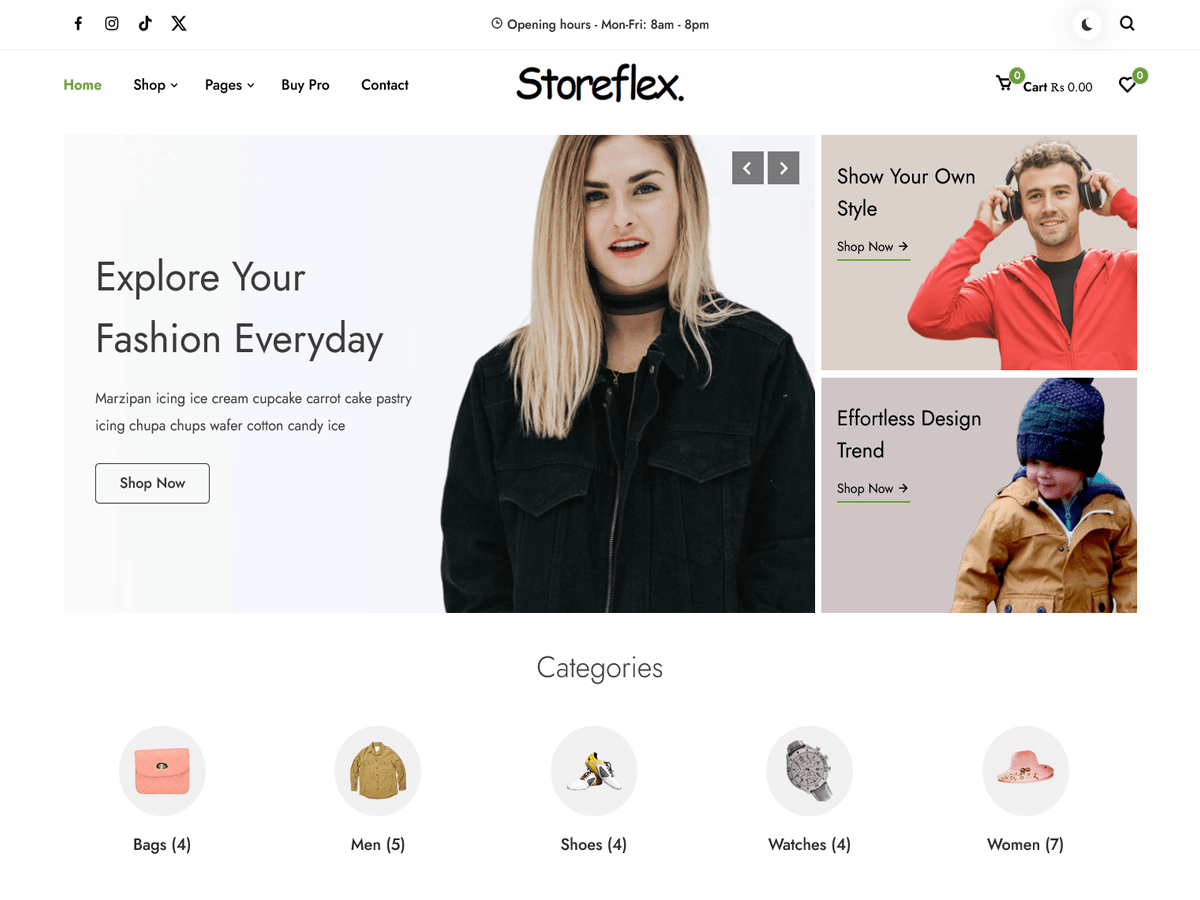 Opening hours - Mon-Fri: 8am - 8pm
Home Shop Pages Buy Pro Contact
Storeflex.
0
Cart ₨ 0.00
0
Explore Your
Fashion Everyday
Marzipan icing ice cream cupcake carrot cake pastry
icing chupa chups wafer cotton candy ice
Shop Now
Show Your Own
Style
Shop Now →
Effortless Design
Trend
Shop Now →
Categories
Bags (4)
Men (5)
Shoes (4)
Watches (4)
Women (7)